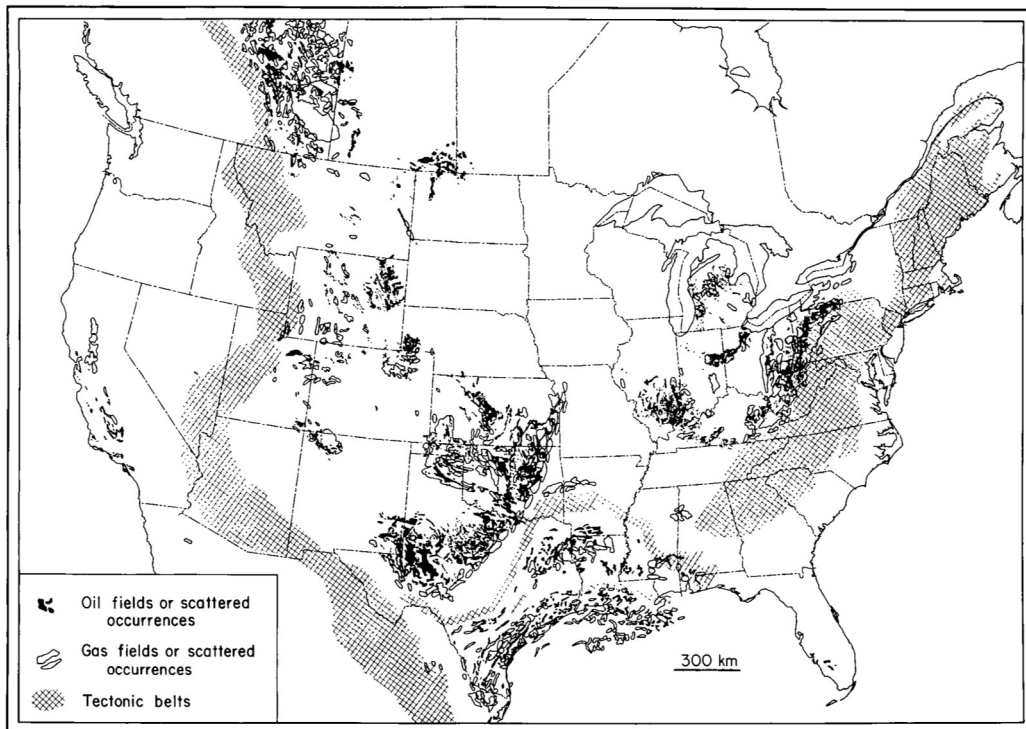 300 km
Oil fields or scattered
occurrences
Gas fields or scattered
occurrences
Tectonic belts